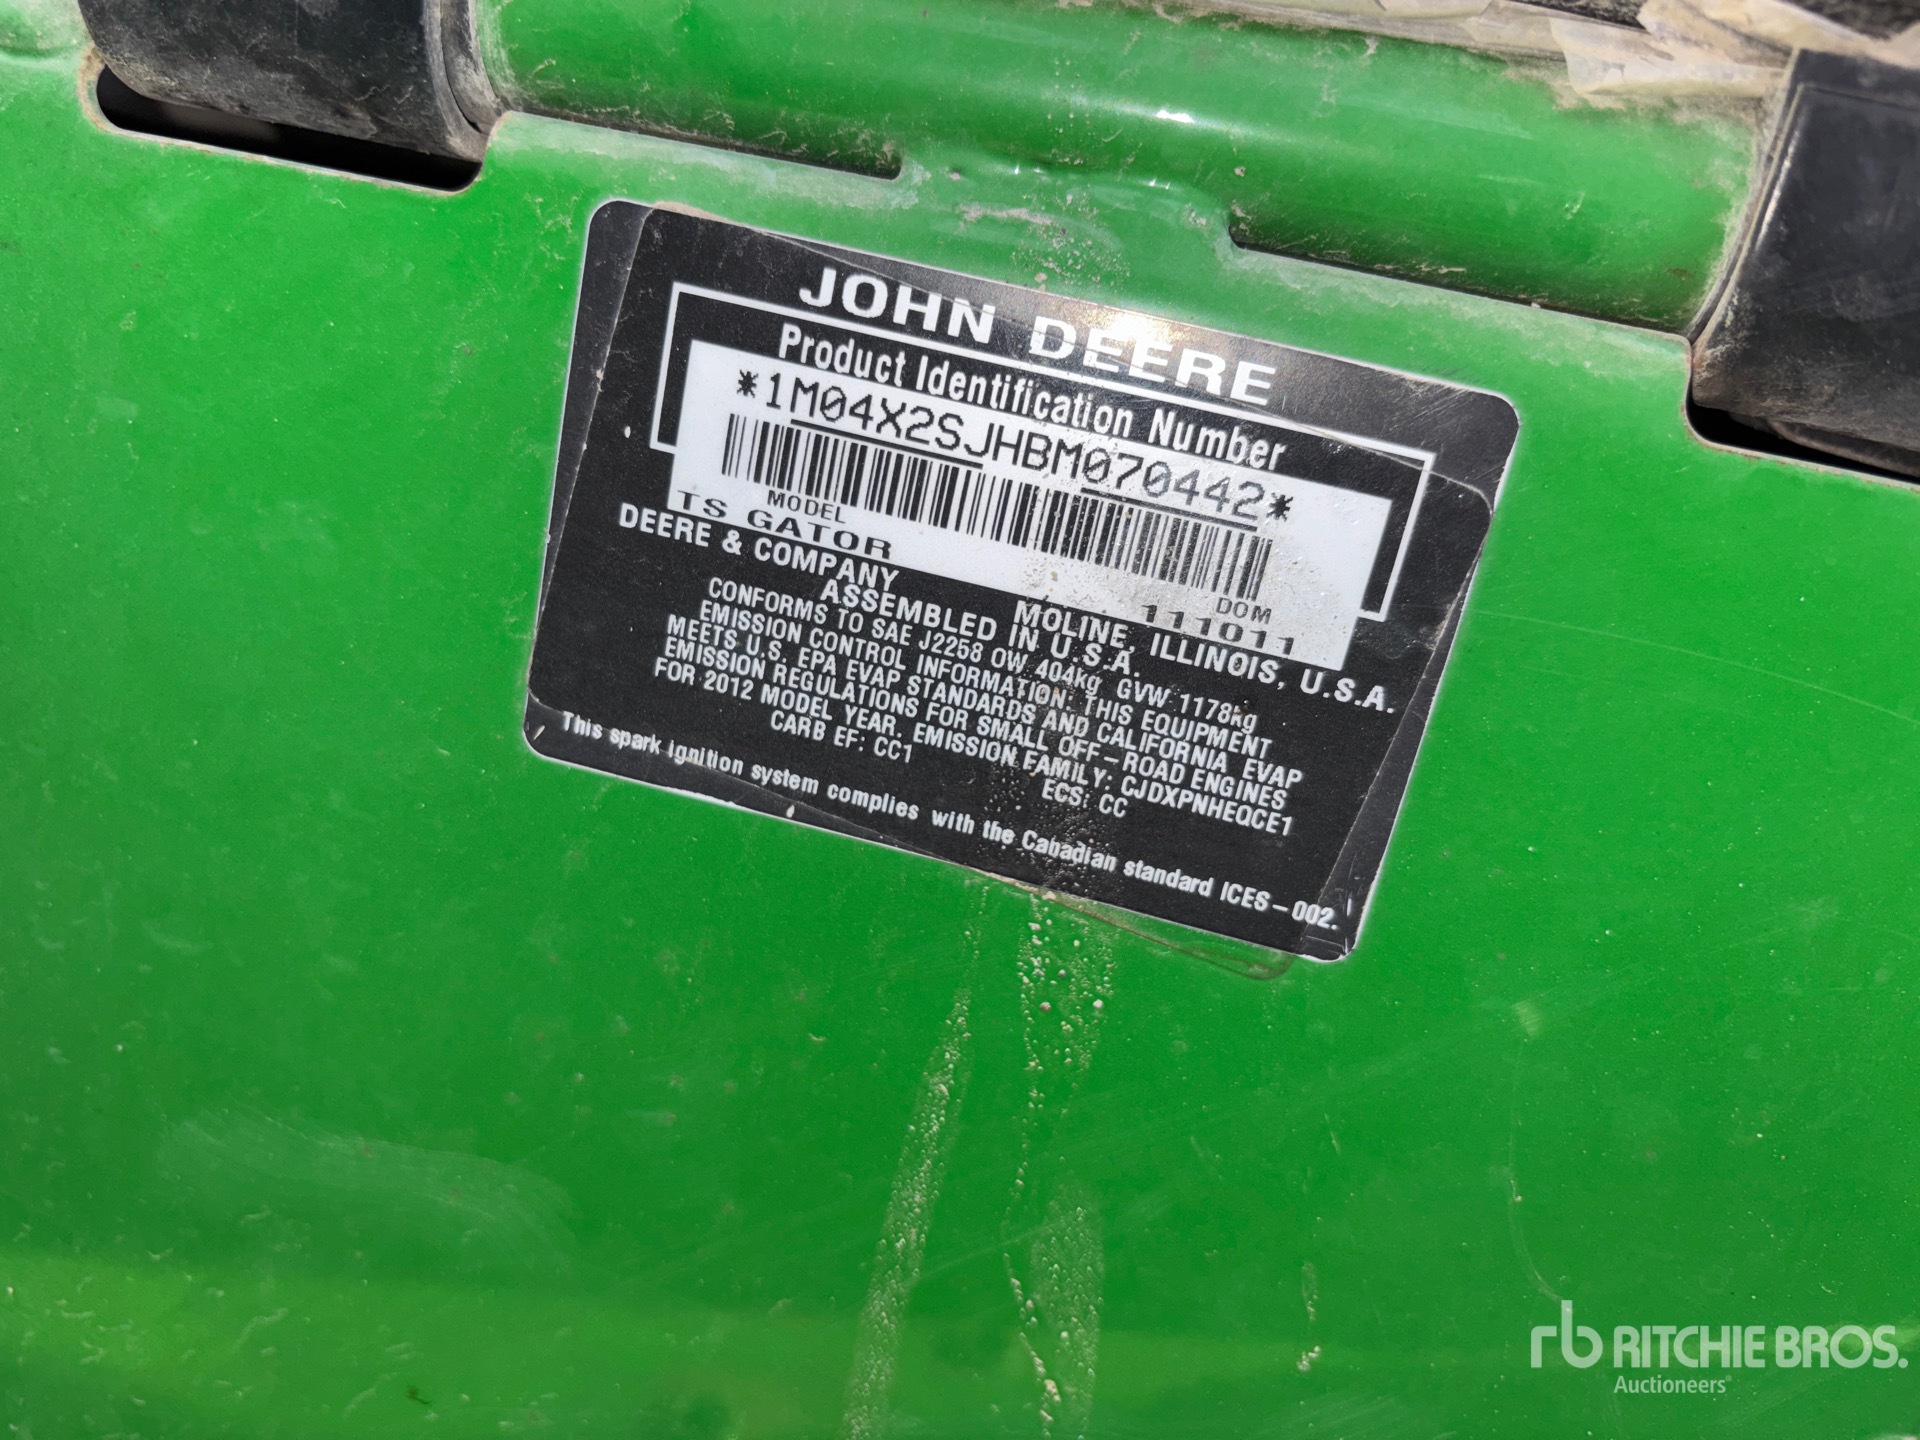 JOHN DEERE
Product Identification Number
*1M04X2SJHBM070442*
MODEL DOM
TS GATOR 111011
DEERE & COMPANY MOLINE, ILLINOIS, U.S.A.
ASSEMBLED IN U.S.A.
CONFORMS TO SAE J2258 OW 404kg GVW 1178kg
EMISSION CONTROL INFORMATION. THIS EQUIPMENT
MEETS U.S. EPA EVAP STANDARDS AND CALIFORNIA EVAP
EMISSION REGULATIONS FOR SMALL OFF-ROAD ENGINES
FOR 2012 MODEL YEAR. EMISSION FAMILY: CJDXPNHEQCE1
CARB EF: CC1 ECS: CC
This spark ignition system complies with the Canadian standard ICES-002.
rb RITCHIE BROS.
Auctioneers